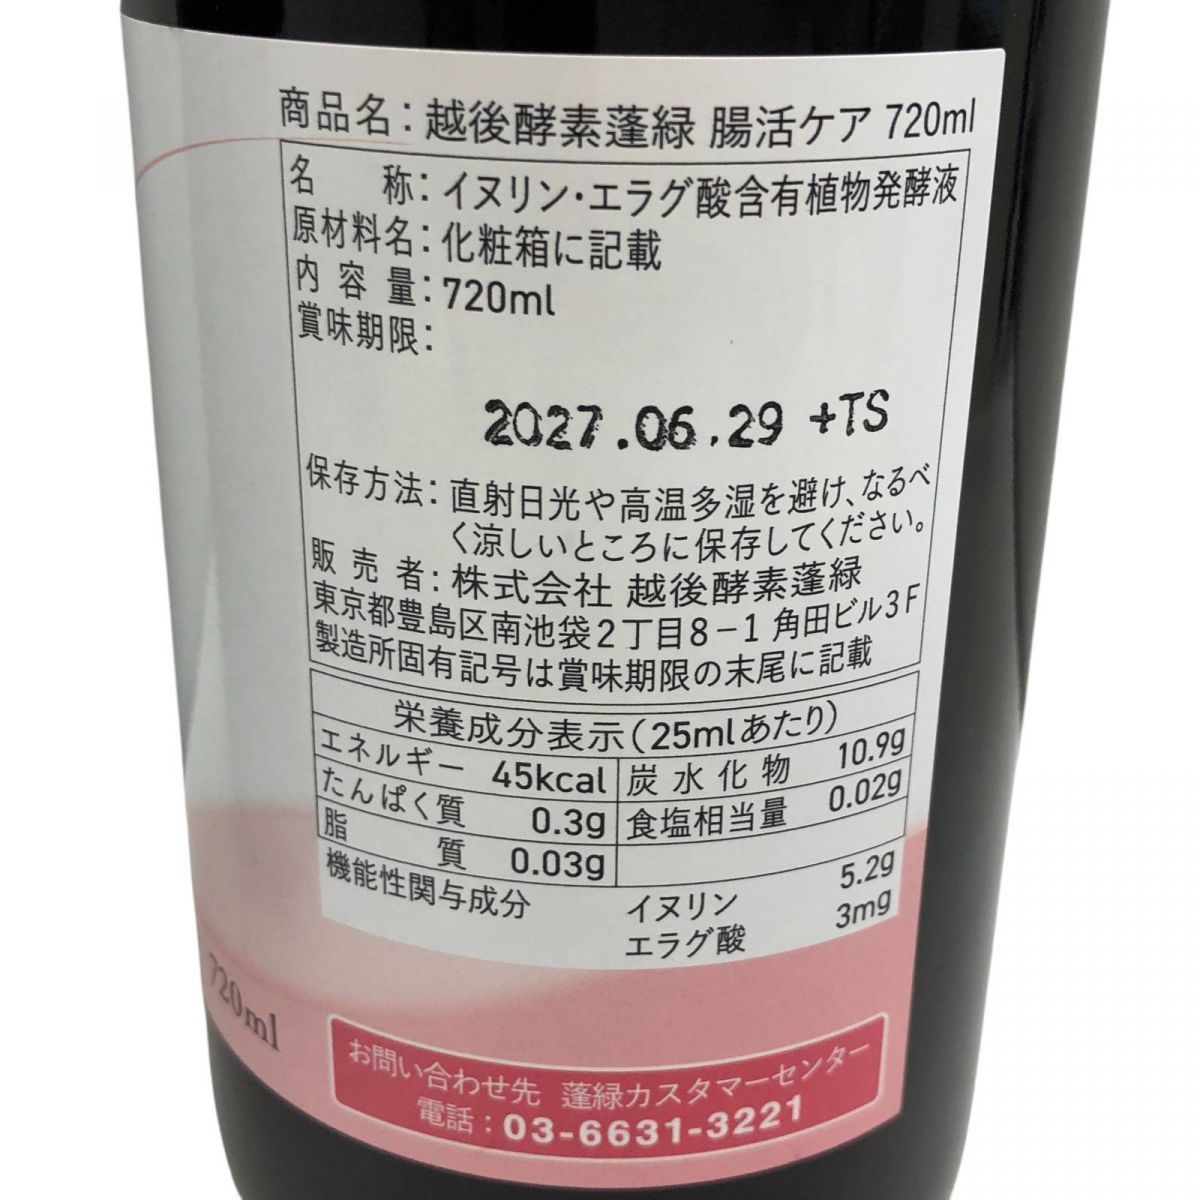 商品名：越後酵素蓬緑 腸活ケア 720ml
名 称：イヌリン・エラグ酸含有植物発酵液
原材料名：化粧箱に記載
内容量：720ml
賞味期限：
2027.06.29 +TS
保存方法：直射日光や高温多湿を避け、なるべ
く涼しいところに保存してください。
販売者：株式会社 越後酵素蓬緑
東京都豊島区南池袋2丁目8-1 角田ビル3F
製造所固有記号は賞味期限の末尾に記載
栄養成分表示(25mlあたり)
エネルギー 45kcal 炭水化物 10.9g
たんぱく質 0.3g 食塩相当量 0.02g
脂質 0.03g
機能性関与成分 イヌリン 5.2g
エラグ酸 3mg
720ml
お問い合わせ先 蓬緑カスタマーセンター
電話：03-6631-3221